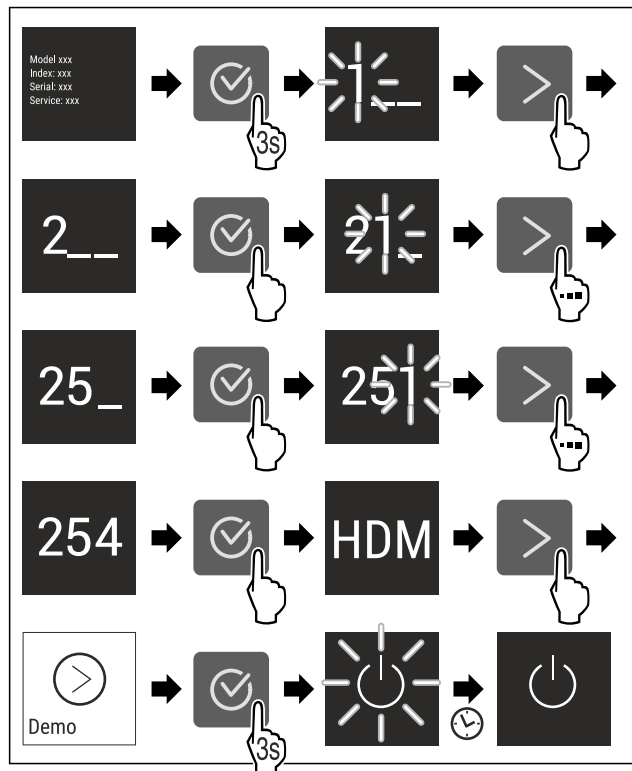 Model xxx
Index: xxx
Serial: xxx
Service: xxx
3s
1__
2__
21_
25_
251
254
HDM
Demo
3s